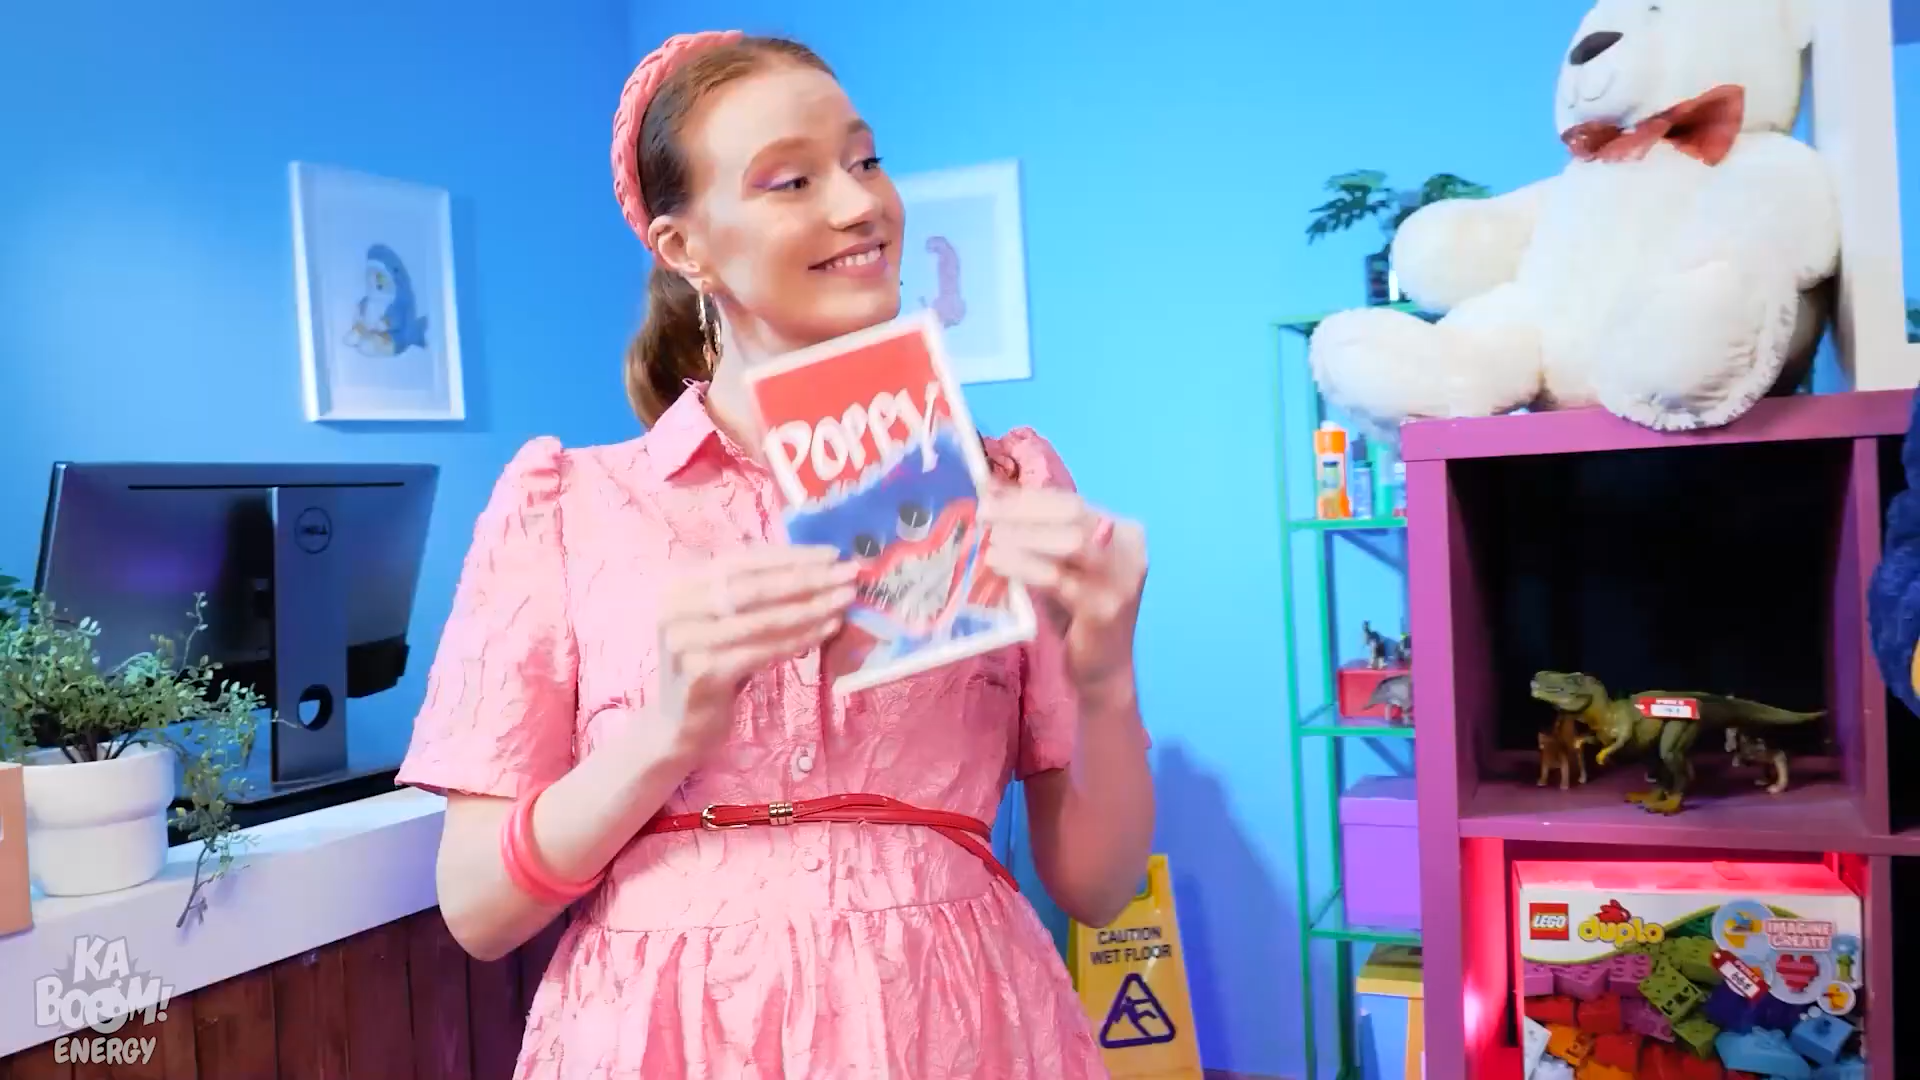 POPPY
DELL
CAUTION
WET FLOOR
LEGO duplo
IMAGINE
CREATE
KA
BOOM!
ENERGY